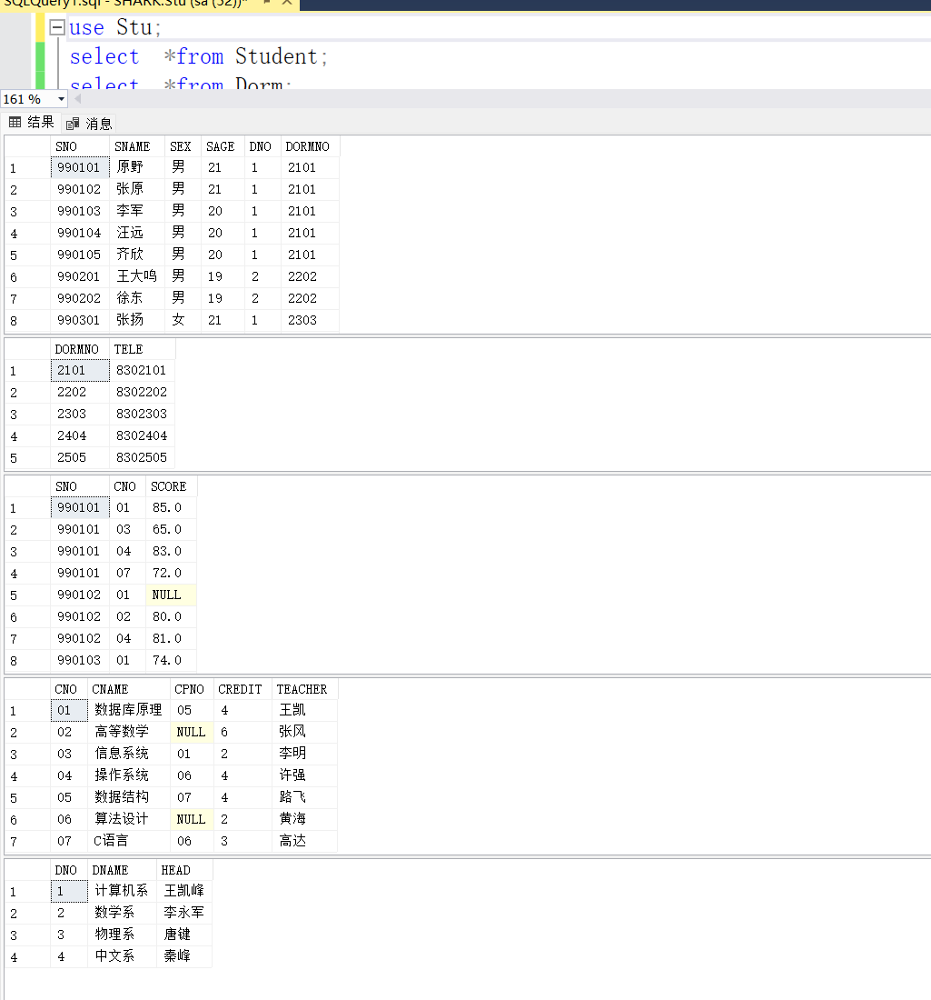 SQLQuery1.sql - SHARK.Stu (sa (52))*
use Stu;
select *from Student;
select *from Dorm;
161 %
结果 消息
SNO SNAME SEX SAGE DNO DORMNO
1 990101 原野 男 21 1 2101
2 990102 张原 男 21 1 2101
3 990103 李军 男 20 1 2101
4 990104 汪远 男 20 1 2101
5 990105 齐欣 男 20 1 2101
6 990201 王大鸣 男 19 2 2202
7 990202 徐东 男 19 2 2202
8 990301 张扬 女 21 1 2303
DORMNO TELE
1 2101 8302101
2 2202 8302202
3 2303 8302303
4 2404 8302404
5 2505 8302505
SNO CNO SCORE
1 990101 01 85.0
2 990101 03 65.0
3 990101 04 83.0
4 990101 07 72.0
5 990102 01 NULL
6 990102 02 80.0
7 990102 04 81.0
8 990103 01 74.0
CNO CNAME CPNO CREDIT TEACHER
1 01 数据库原理 05 4 王凯
2 02 高等数学 NULL 6 张风
3 03 信息系统 01 2 李明
4 04 操作系统 06 4 许强
5 05 数据结构 07 4 路飞
6 06 算法设计 NULL 2 黄海
7 07 C语言 06 3 高达
DNO DNAME HEAD
1 1 计算机系 王凯峰
2 2 数学系 李永军
3 3 物理系 唐键
4 4 中文系 秦峰